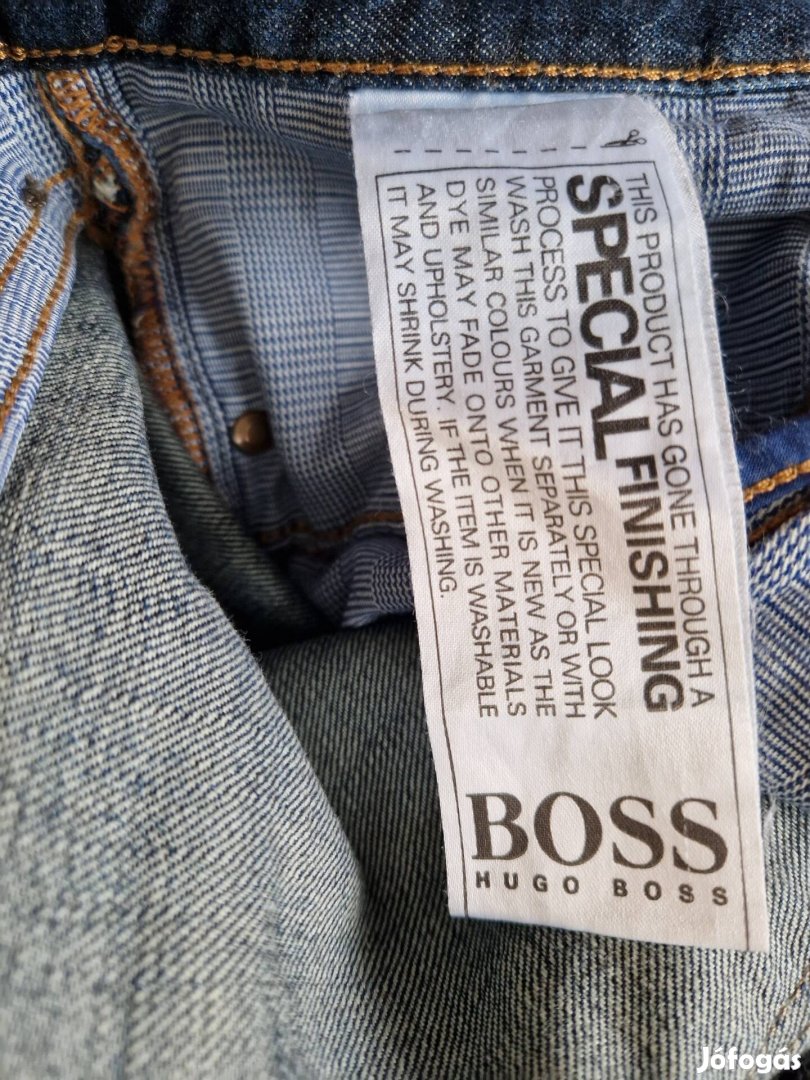 THIS PRODUCT HAS GONE THROUGH A
SPECIAL FINISHING
PROCESS TO GIVE IT THIS SPECIAL LOOK
WASH THIS GARMENT SEPARATELY OR WITH
SIMILAR COLOURS WHEN IT IS NEW AS THE
DYE MAY FADE ONTO OTHER MATERIALS
AND UPHOLSTERY. IF THE ITEM IS WASHABLE
IT MAY SHRINK DURING WASHING.
BOSS
HUGO BOSS
Jófogás